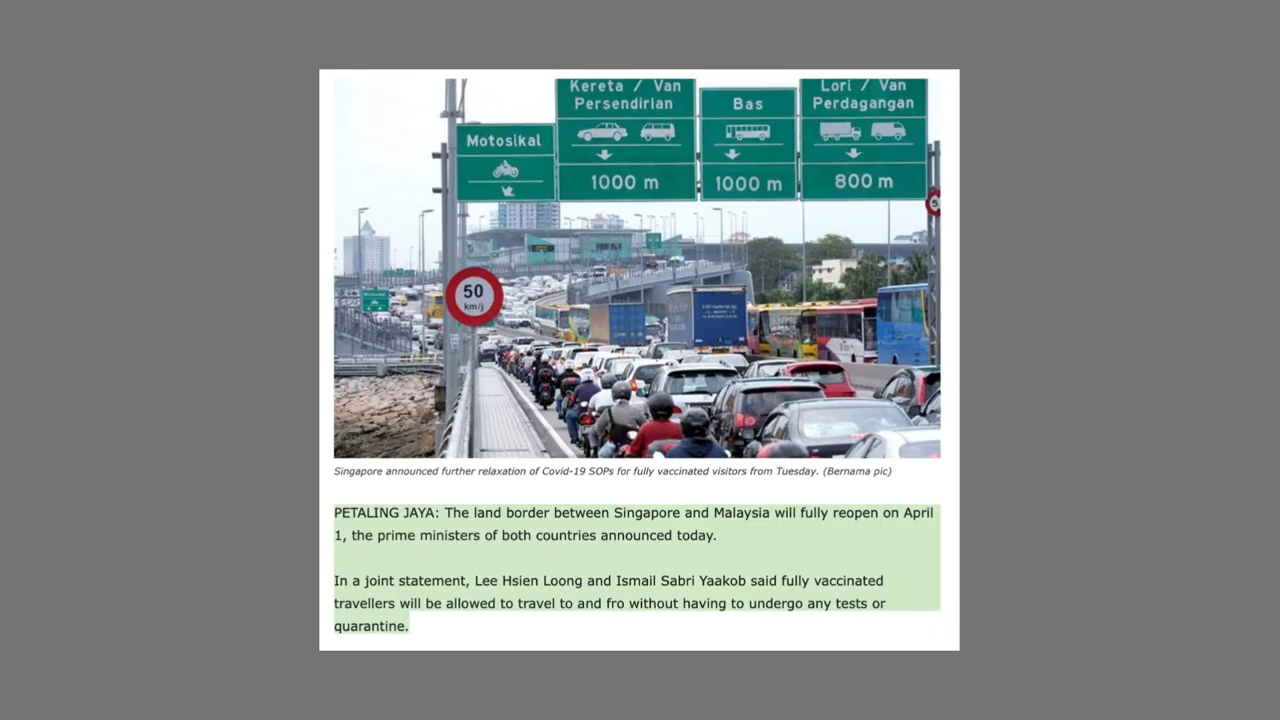 Kereta / Van
Persendirian
1000 m
Lori / Van
Perdagangan
800 m
Bas
1000 m
Motosikal
50
km/j
Motosikal
5
Singapore announced further relaxation of Covid-19 SOPs for fully vaccinated visitors from Tuesday. (Bernama pic)
PETALING JAYA: The land border between Singapore and Malaysia will fully reopen on April
1, the prime ministers of both countries announced today.
In a joint statement, Lee Hsien Loong and Ismail Sabri Yaakob said fully vaccinated
travellers will be allowed to travel to and fro without having to undergo any tests or
quarantine.